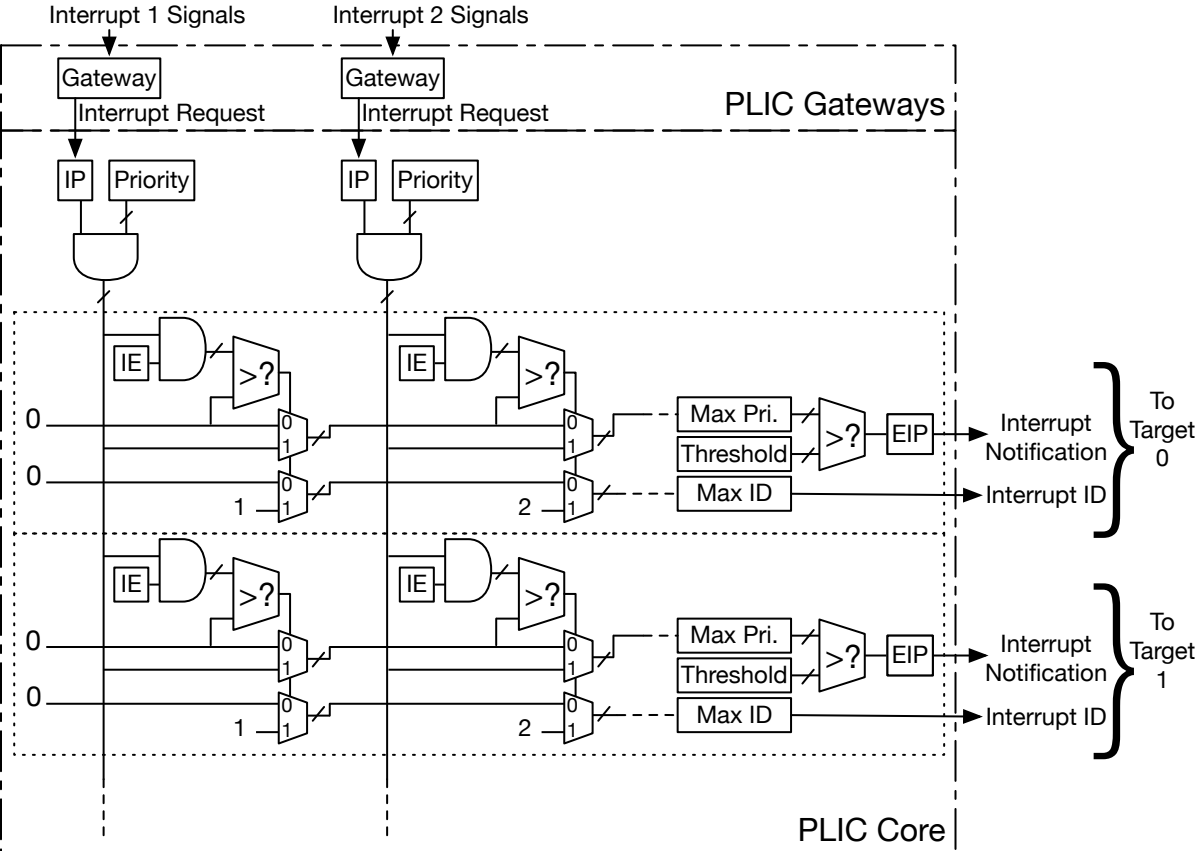 Interrupt 1 Signals
Interrupt 2 Signals
Gateway
Gateway
PLIC Gateways
Interrupt Request
Interrupt Request
IP
Priority
IP
Priority
IE
>?
IE
>?
0
0
1
0
1
Max Pri.
>?
EIP
Interrupt
Notification
To
Target
0
Threshold
0
0
1
1
0
1
2
Max ID
Interrupt ID
IE
>?
IE
>?
0
0
1
0
1
Max Pri.
>?
EIP
Interrupt
Notification
To
Target
1
Threshold
0
0
1
1
0
1
2
Max ID
Interrupt ID
PLIC Core